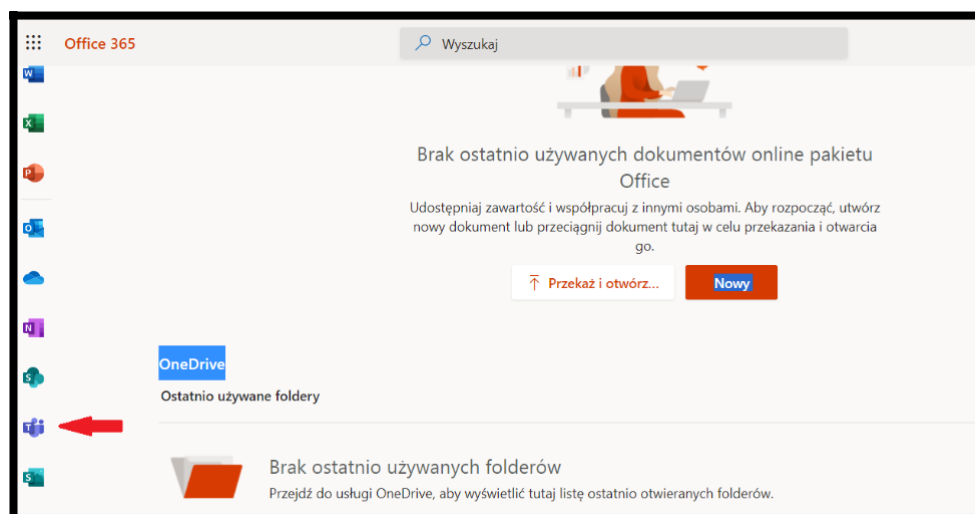 Office 365
Wyszukaj
W
X
P
Brak ostatnio używanych dokumentów online pakietu
Office
Udostępniaj zawartość i współpracuj z innymi osobami. Aby rozpocząć, utwórz
nowy dokument lub przeciągnij dokument tutaj w celu przekazania i otwarcia
go.
O
Przekaż i otwórz...
Nowy
N
OneDrive
S
Ostatnio używane foldery
T
Brak ostatnio używanych folderów
S
Przejdź do usługi OneDrive, aby wyświetlić tutaj listę ostatnio otwieranych folderów.